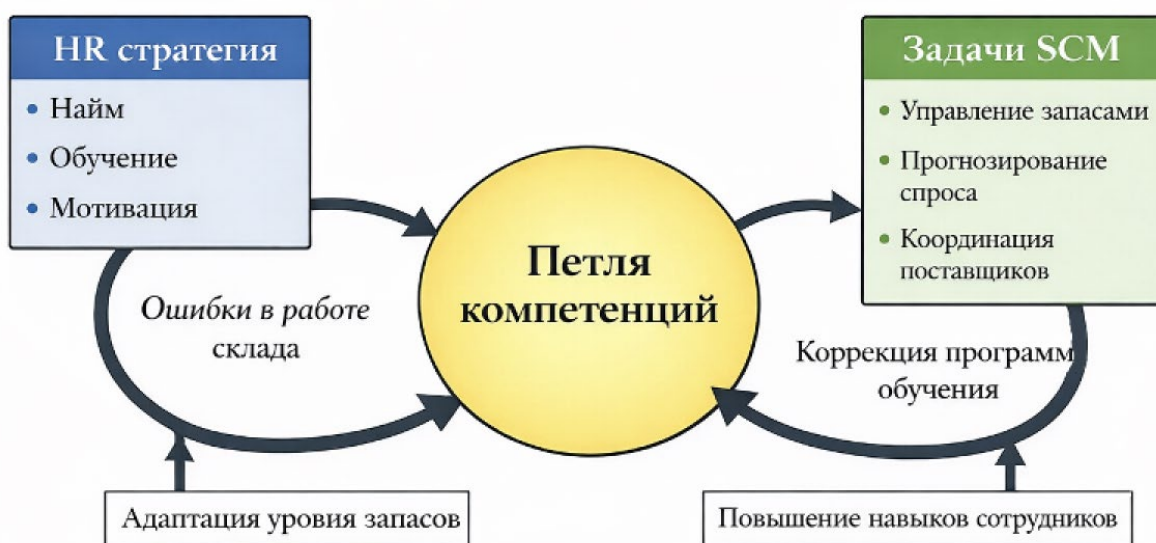 HR стратегия
Найм
Обучение
Мотивация
Ошибки в работе
склада
Адаптация уровия запасов
Петля
компетенций
Задачи SCM
Управление запасами
Прогнозирование
спроса
Координация
поставщиков
Коррекция программ
обучения
Повышение навыков сотрудников